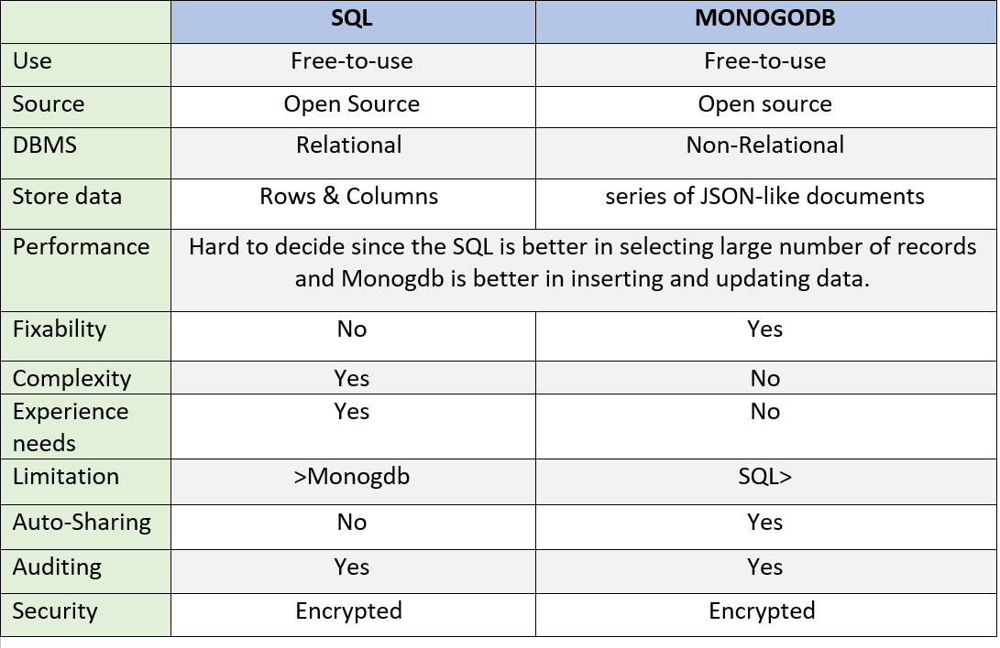 SQL MONOGODB
Use Free-to-use Free-to-use
Source Open Source Open source
DBMS Relational Non-Relational
Store data Rows & Columns series of JSON-like documents
Performance Hard to decide since the SQL is better in selecting large number of records
and Monogdb is better in inserting and updating data.
Fixability No Yes
Complexity Yes No
Experience Yes No
needs
Limitation >Monogdb SQL>
Auto-Sharing No Yes
Auditing Yes Yes
Security Encrypted Encrypted